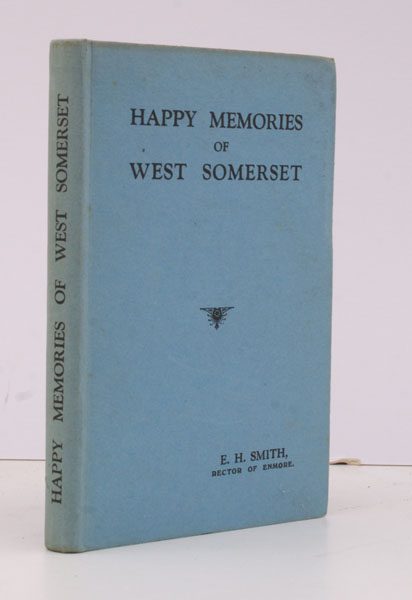 HAPPY MEMORIES OF WEST SOMERSET
HAPPY MEMORIES
OF
WEST SOMERSET
E. H. SMITH,
RECTOR OF ENMORE.